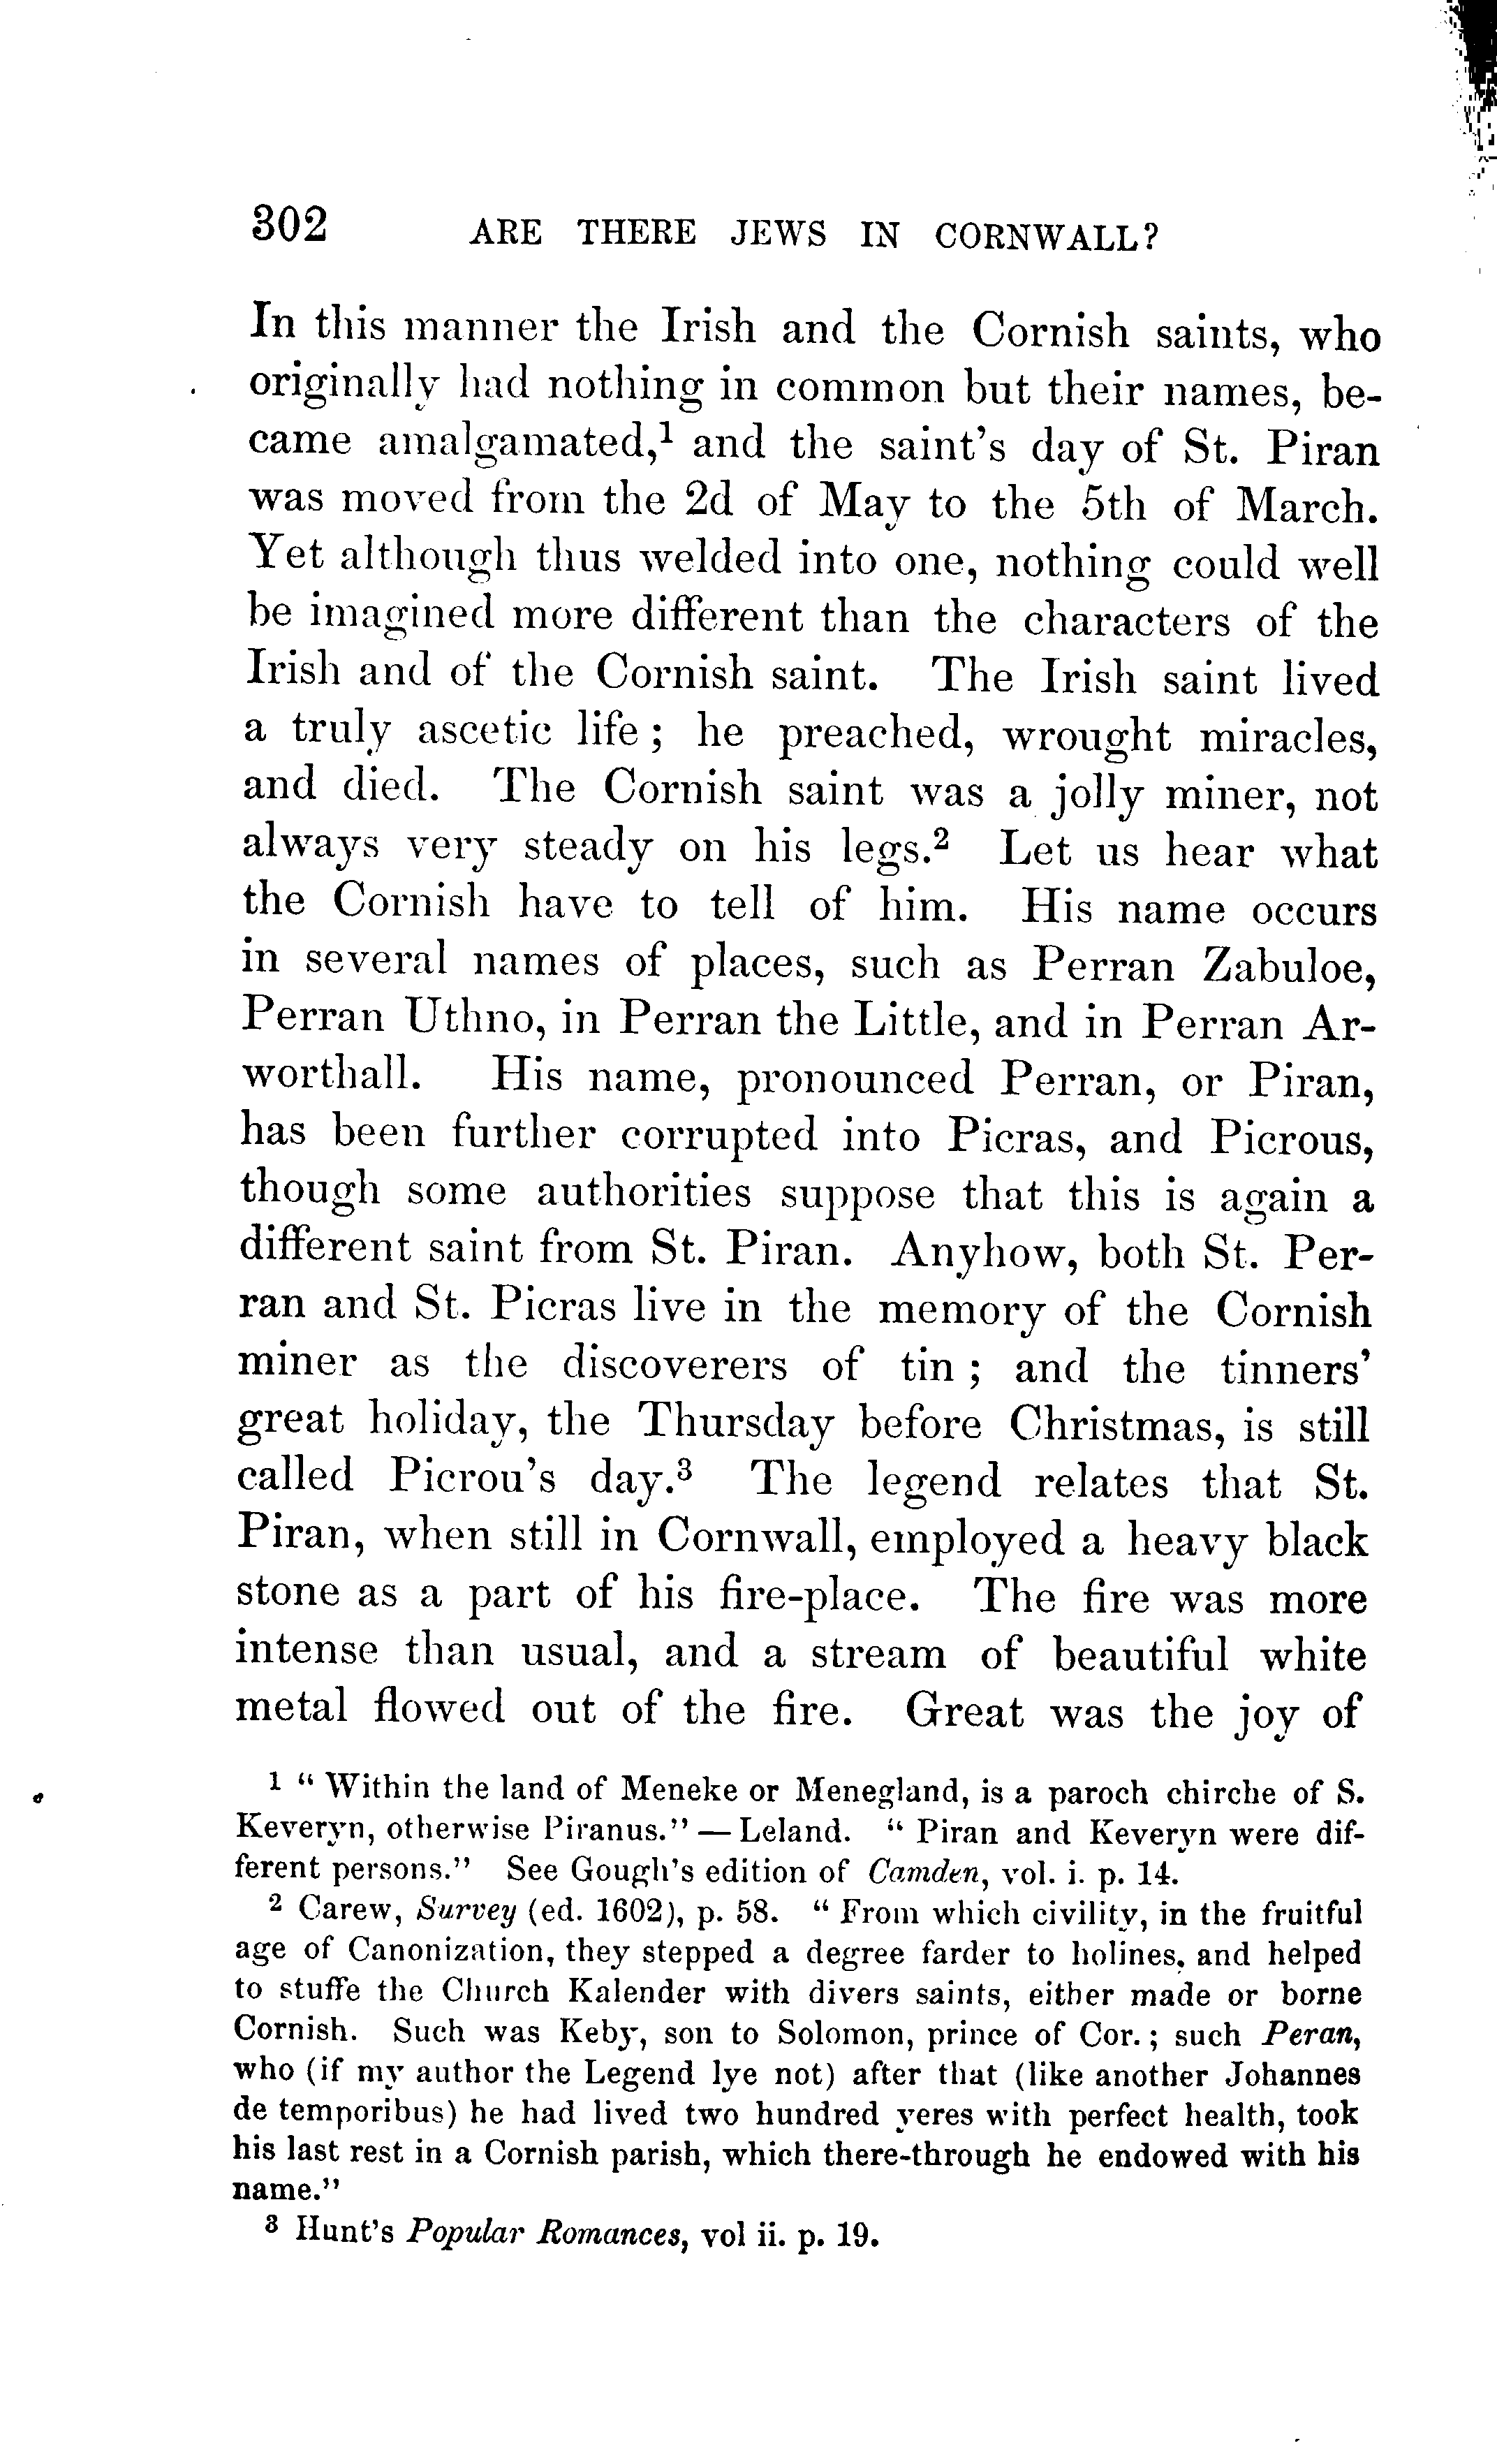 302 ARE THERE JEWS IN CORNWALL?
In this manner the Irish and the Cornish saints, who
originally had nothing in common but their names, be-
came amalgamated,¹ and the saint's day of St. Piran
was moved from the 2d of May to the 5th of March.
Yet although thus welded into one, nothing could well
be imagined more different than the characters of the
Irish and of the Cornish saint. The Irish saint lived
a truly ascetic life; he preached, wrought miracles,
and died. The Cornish saint was a jolly miner, not
always very steady on his legs.² Let us hear what
the Cornish have to tell of him. His name occurs
in several names of places, such as Perran Zabuloe,
Perran Uthno, in Perran the Little, and in Perran Ar-
worthall. His name, pronounced Perran, or Piran,
has been further corrupted into Picras, and Picrous,
though some authorities suppose that this is again a
different saint from St. Piran. Anyhow, both St. Per-
ran and St. Picras live in the memory of the Cornish
miner as the discoverers of tin; and the tinners'
great holiday, the Thursday before Christmas, is still
called Picrou's day.³ The legend relates that St.
Piran, when still in Cornwall, employed a heavy black
stone as a part of his fire-place. The fire was more
intense than usual, and a stream of beautiful white
metal flowed out of the fire. Great was the joy of
1 "Within the land of Meneke or Menegland, is a paroch chirche of S.
Keveryn, otherwise Piranus." — Leland. "Piran and Keveryn were dif-
ferent persons." See Gough's edition of Camden, vol. i. p. 14.
2 Carew, Survey (ed. 1602), p. 58. "From which civility, in the fruitful
age of Canonization, they stepped a degree farder to holines, and helped
to stuffe the Church Kalender with divers saints, either made or borne
Cornish. Such was Keby, son to Solomon, prince of Cor.; such Peran,
who (if my author the Legend lye not) after that (like another Johannes
de temporibus) he had lived two hundred yeres with perfect health, took
his last rest in a Cornish parish, which there-through he endowed with his
name."
3 Hunt's Popular Romances, vol ii. p. 19.